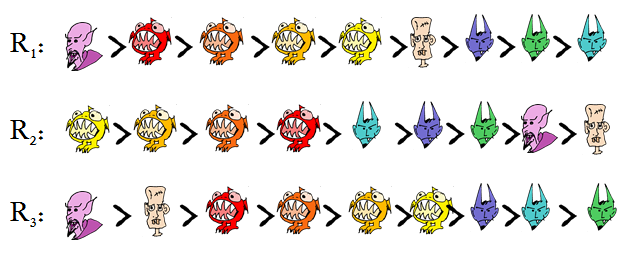 R₁: > > > > > > > >
R₂: > > > > > > > >
R₃: > > > > > > > >